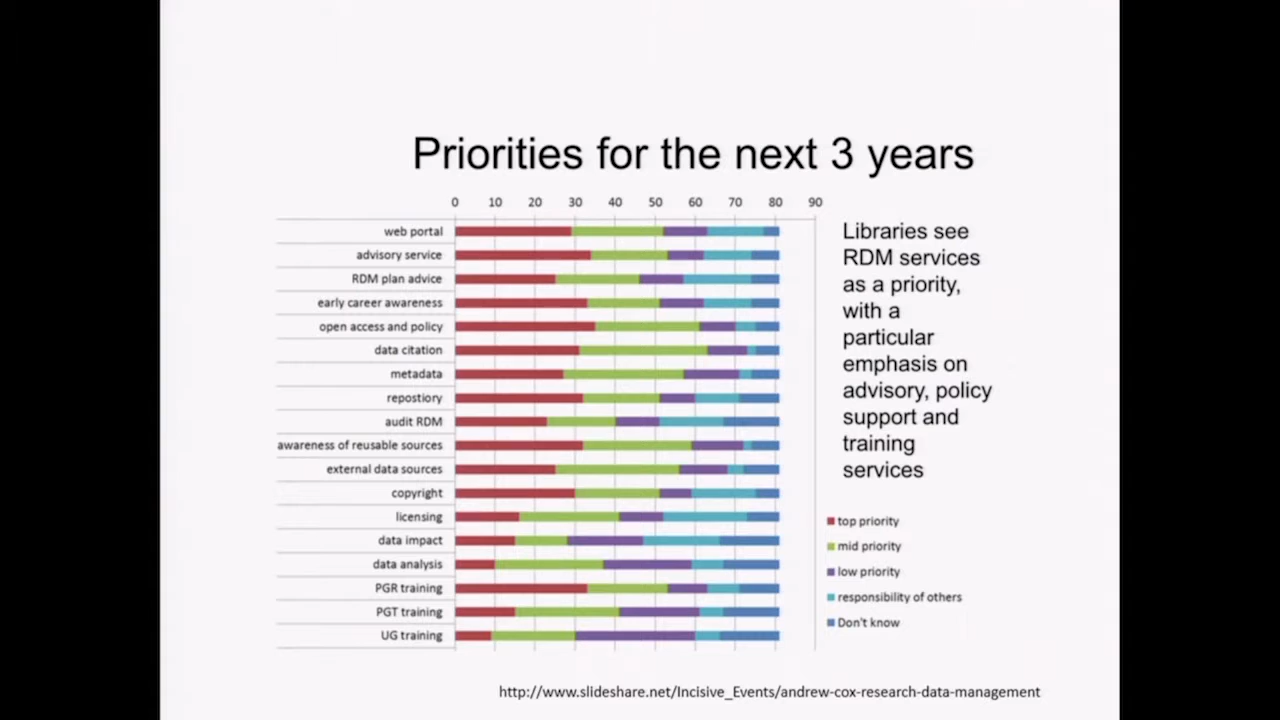 Priorities for the next 3 years
0 10 20 30 40 50 60 70 80 90
web portal
advisory service
RDM plan advice
early career awareness
open access and policy
data citation
metadata
repostiory
audit RDM
awareness of reusable sources
external data sources
copyright
licensing
data impact
data analysis
PGR training
PGT training
UG training
Libraries see
RDM services
as a priority,
with a
particular
emphasis on
advisory, policy
support and
training
services
top priority
mid priority
low priority
responsibility of others
Don't know
http://www.slideshare.net/Incisive_Events/andrew-cox-research-data-management